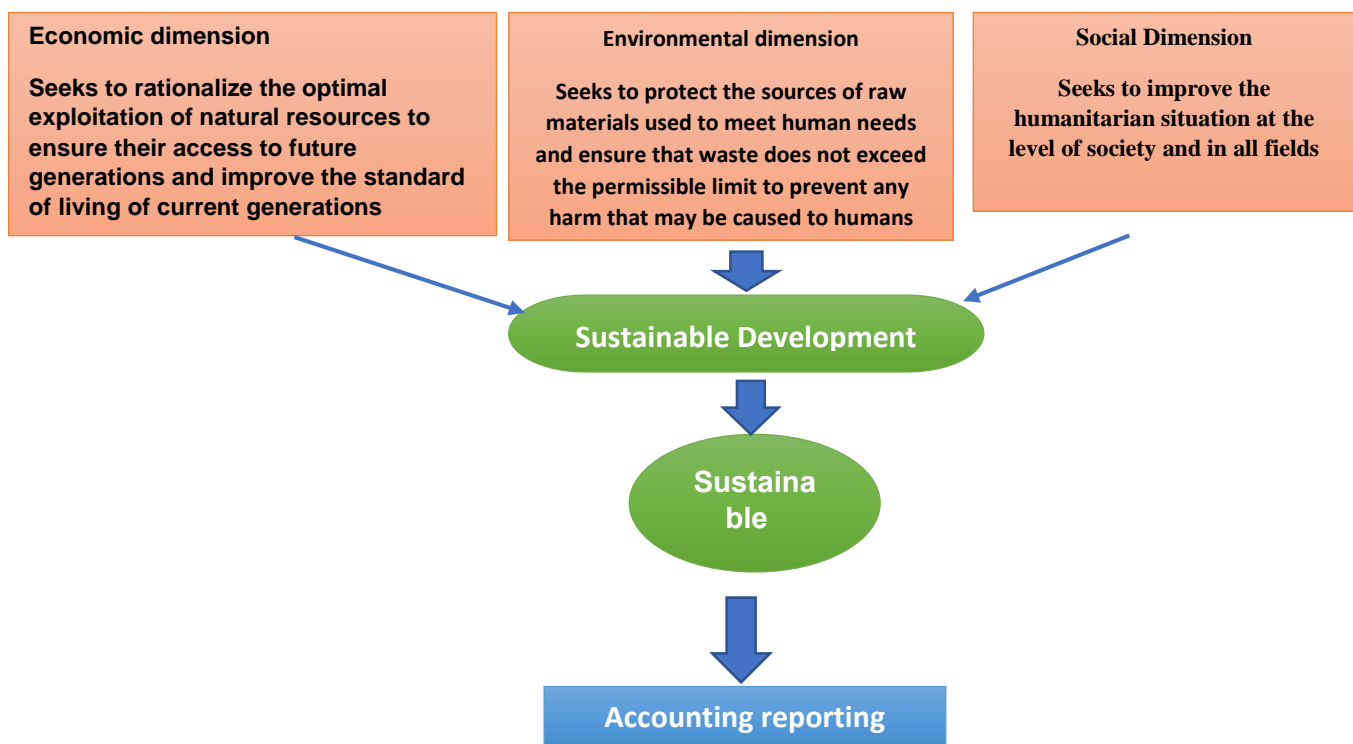 Economic dimension
Seeks to rationalize the optimal
exploitation of natural resources to
ensure their access to future
generations and improve the standard
of living of current generations
Environmental dimension
Seeks to protect the sources of raw
materials used to meet human needs
and ensure that waste does not exceed
the permissible limit to prevent any
harm that may be caused to humans
Social Dimension
Seeks to improve the
humanitarian situation at the
level of society and in all fields
Sustainable Development
Sustaina
ble
Accounting reporting